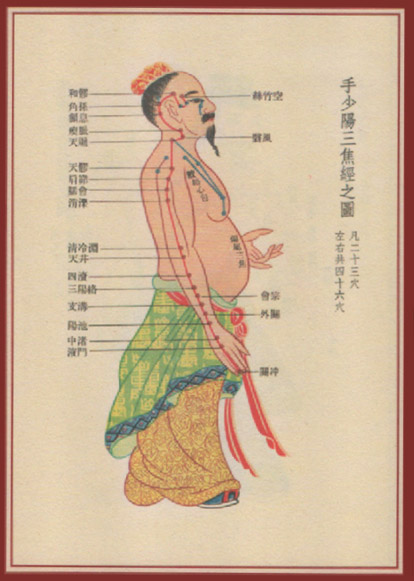 手少陽三焦經之圖
凡二十三穴
左右共四十六穴
和髎
角孫
顱息
瘈脈
天牖
天髎
肩髎
臑會
消濼
清冷淵
天井
四瀆
三陽絡
支溝
陽池
中渚
液門
絲竹空
翳風
會宗
外關
關冲